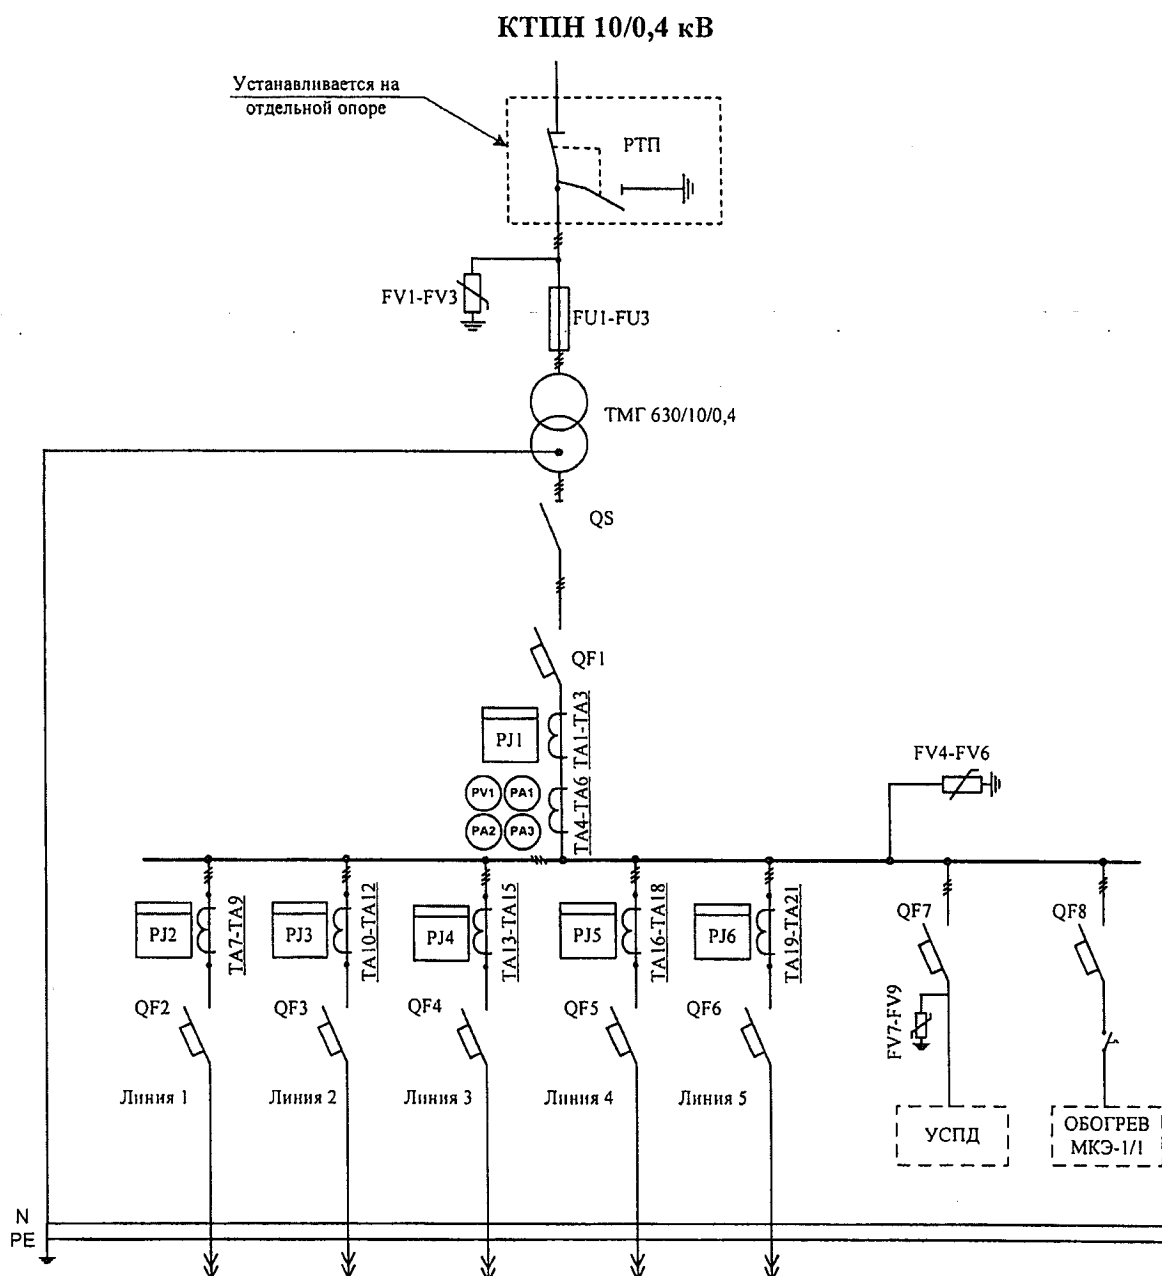 КТПН 10/0,4 кВ
Устанавливается на
отдельной опоре
РТП
FV1-FV3
FU1-FU3
ТМГ 630/10/0,4
QS
QF1
PJ1
TA1-TA3
PV1
PA1
PA2
PA3
TA4-TA6
FV4-FV6
PJ2
TA7-TA9
PJ3
TA10-TA12
PJ4
TA13-TA15
PJ5
TA16-TA18
PJ6
TA19-TA21
QF7
QF8
QF2
QF3
QF4
QF5
QF6
FV7-FV9
Линия 1
Линия 2
Линия 3
Линия 4
Линия 5
УСПД
ОБОГРЕВ
МКЭ-1/1
N
PE